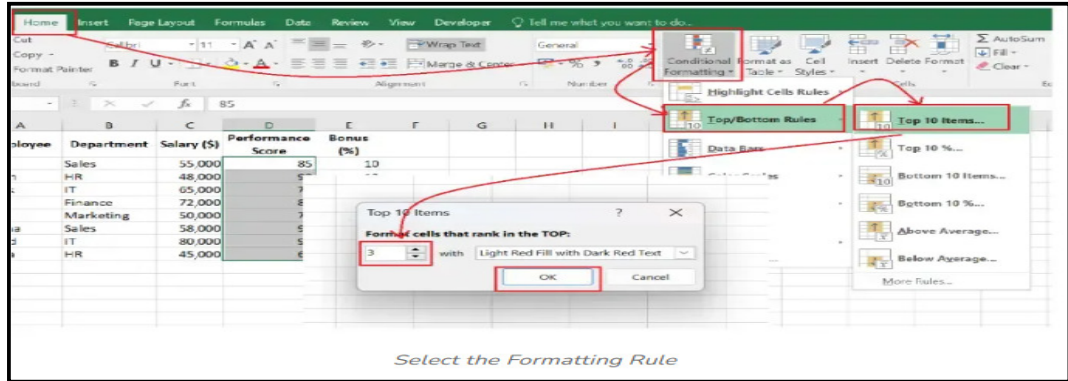 Home Insert Page Layout Formulas Data Review View Developer Tell me what you want to do...
Cut
Copy
Format Painter
Calibri 11 A A
B I U A
Wrap Text
Merge & Center
General
% ,
Conditional Formatting
Format as Table
Cell Styles
Insert Delete Format
AutoSum
Fill
Clear
Font Alignment Number Cells
fx 85
Highlight Cells Rules
Top/Bottom Rules
Data Bars
Top 10 Items...
Top 10 %...
Bottom 10 Items...
Bottom 10 %...
Above Average...
Below Average...
More Rules...
A B C D E F G H I
Department Salary ($) Performance Score Bonus (%)
Sales 55,000 85 10
HR 48,000
IT 65,000
Finance 72,000
Marketing 50,000
Sales 58,000
IT 80,000
HR 45,000
Top 10 Items ? ×
Format cells that rank in the TOP:
3 with Light Red Fill with Dark Red Text
OK Cancel
Select the Formatting Rule